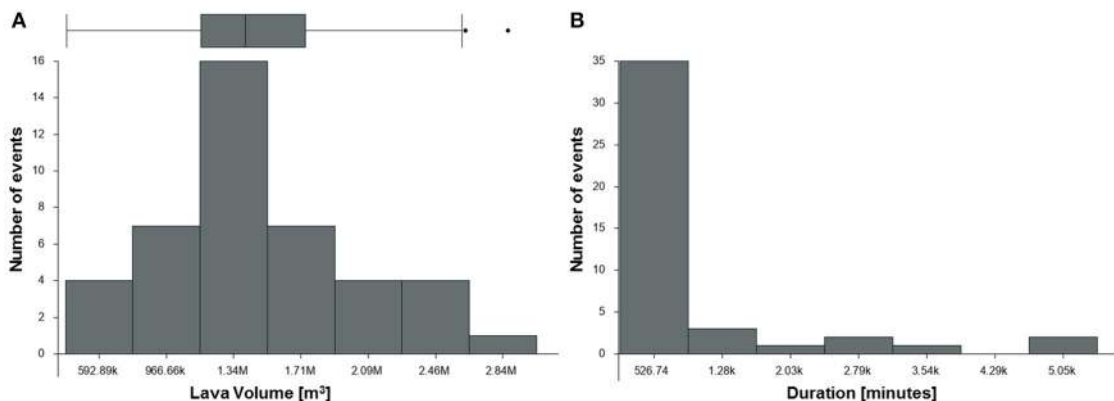 A
B
16
14
12
10
8
6
4
2
0
Number of events
592.89k 966.66k 1.34M 1.71M 2.09M 2.46M 2.84M
Lava Volume [m³]
35
30
25
20
15
10
5
0
Number of events
526.74 1.28k 2.03k 2.79k 3.54k 4.29k 5.05k
Duration [minutes]